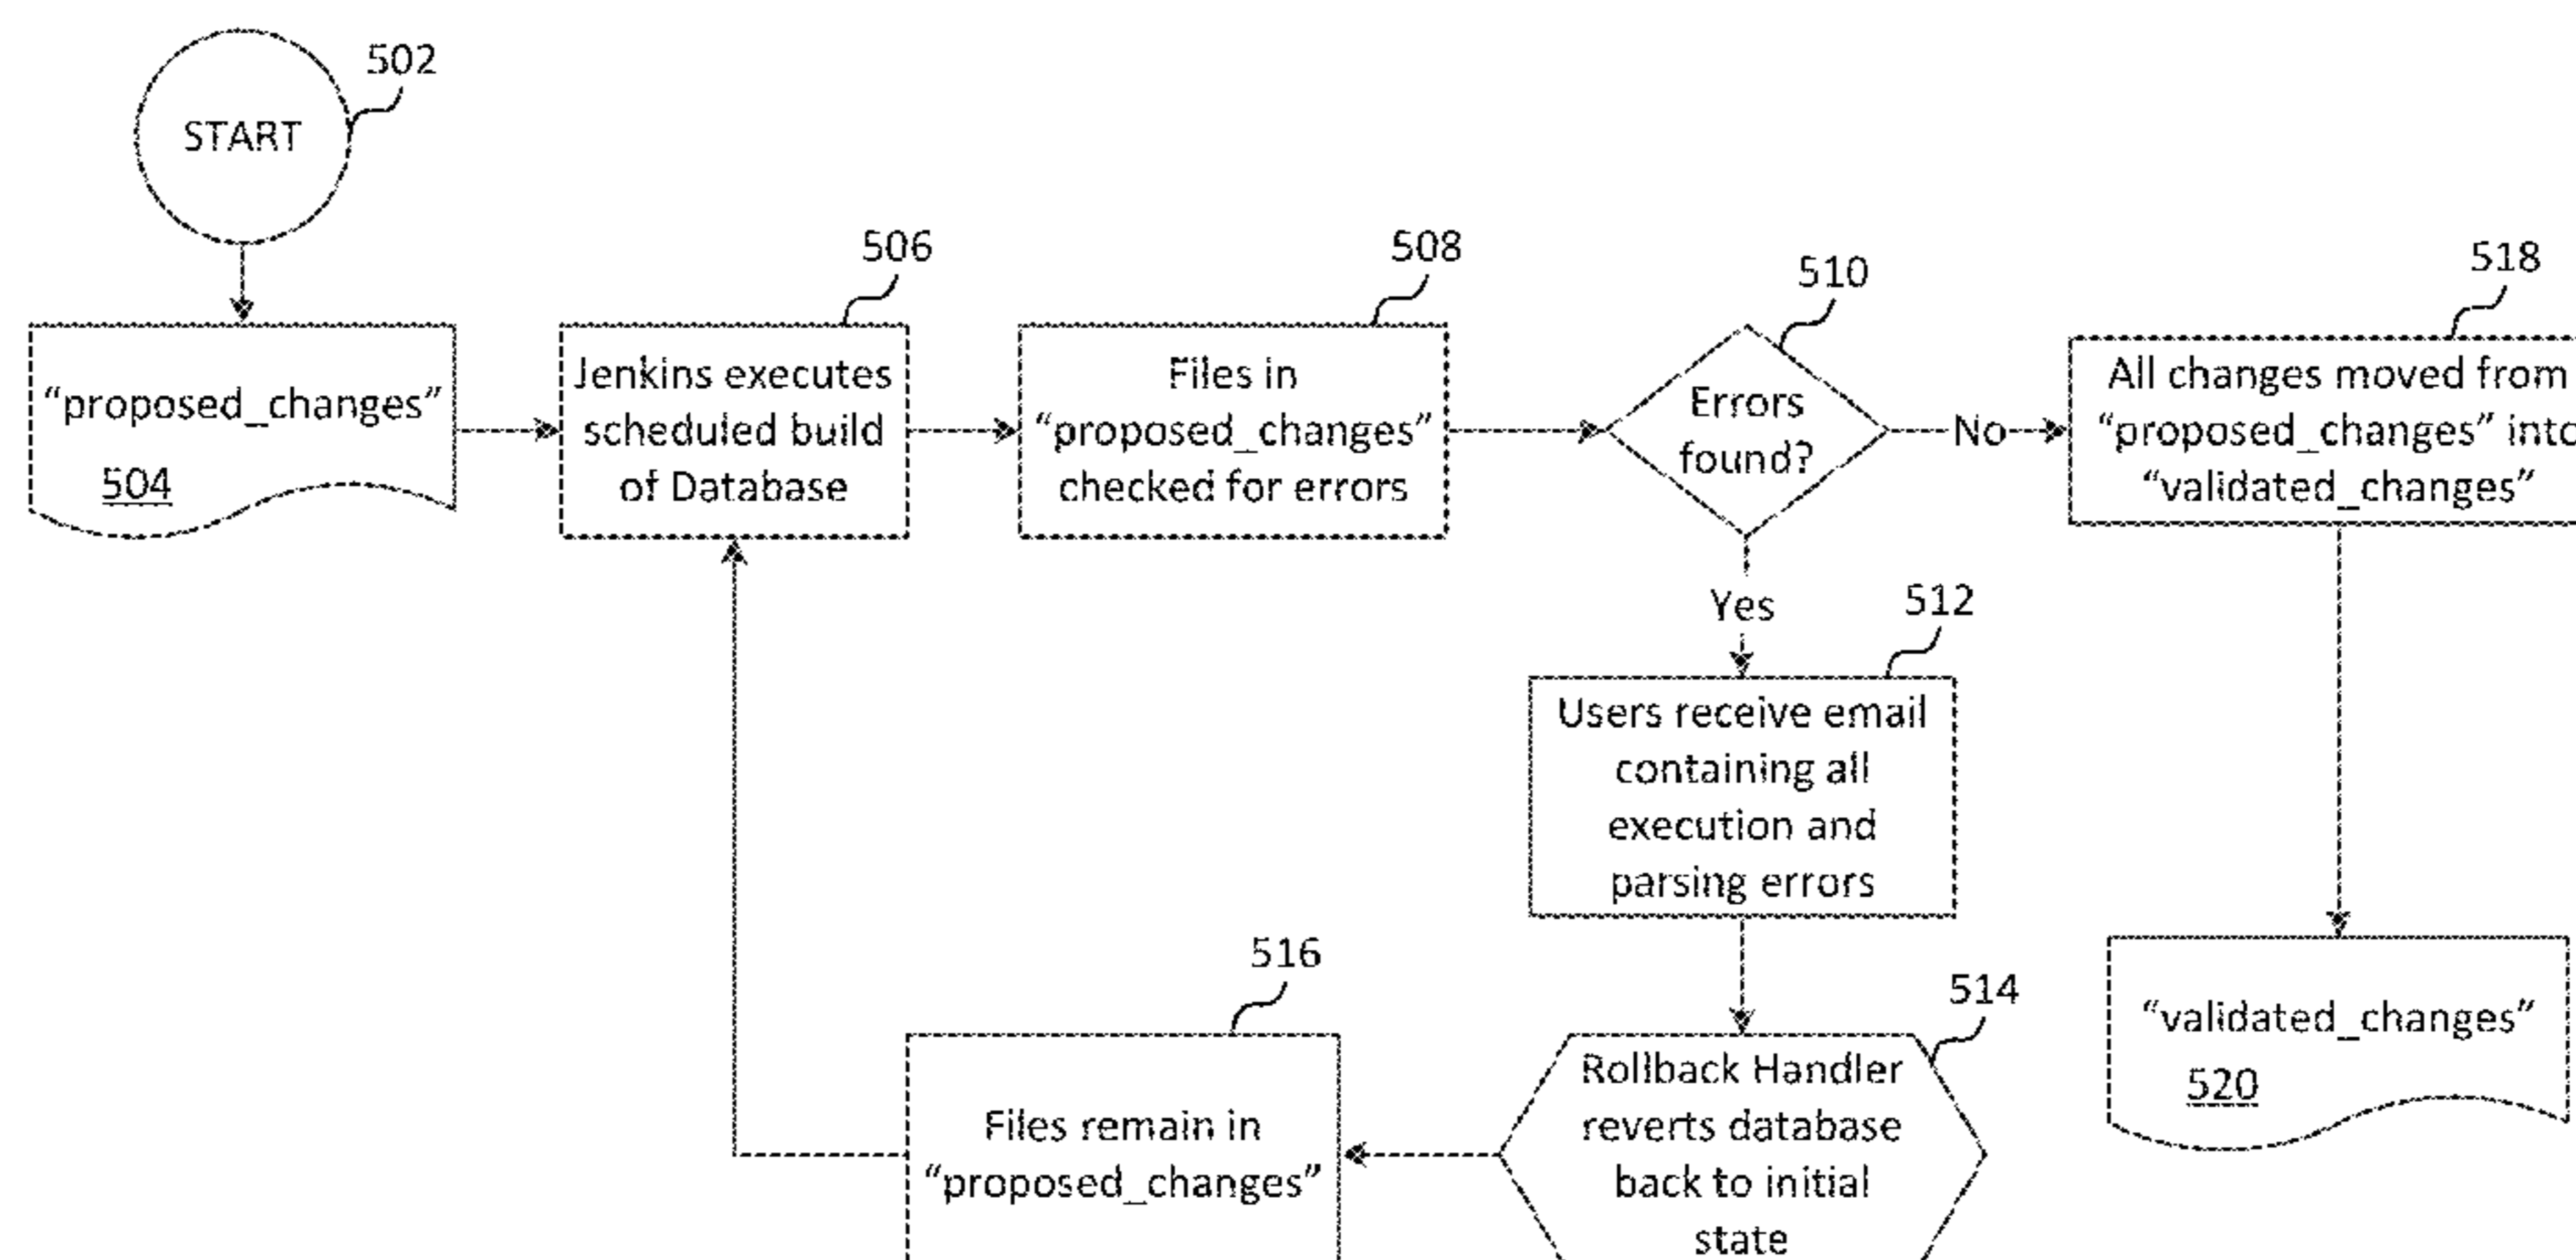 502
START
"proposed_changes"
504
506
Jenkins executes
scheduled build
of Database
508
Files in
"proposed_changes"
checked for errors
510
Errors
found?
No
518
All changes moved from
"proposed_changes" into
"validated_changes"
Yes
512
Users receive email
containing all
execution and
parsing errors
514
Rollback Handler
reverts database
back to initial
state
516
Files remain in
"proposed_changes"
"validated_changes"
520